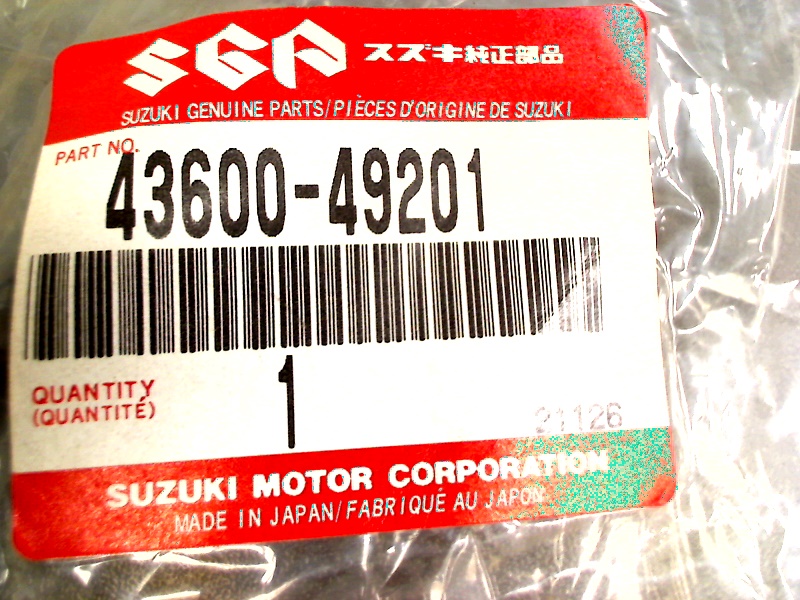 SGP スズキ純正部品
SUZUKI GENUINE PARTS/PIÈCES D'ORIGINE DE SUZUKI
PART NO.
43600-49201
QUANTITY 1
(QUANTITÉ)
21126
SUZUKI MOTOR CORPORATION
MADE IN JAPAN/FABRIQUÉ AU JAPON